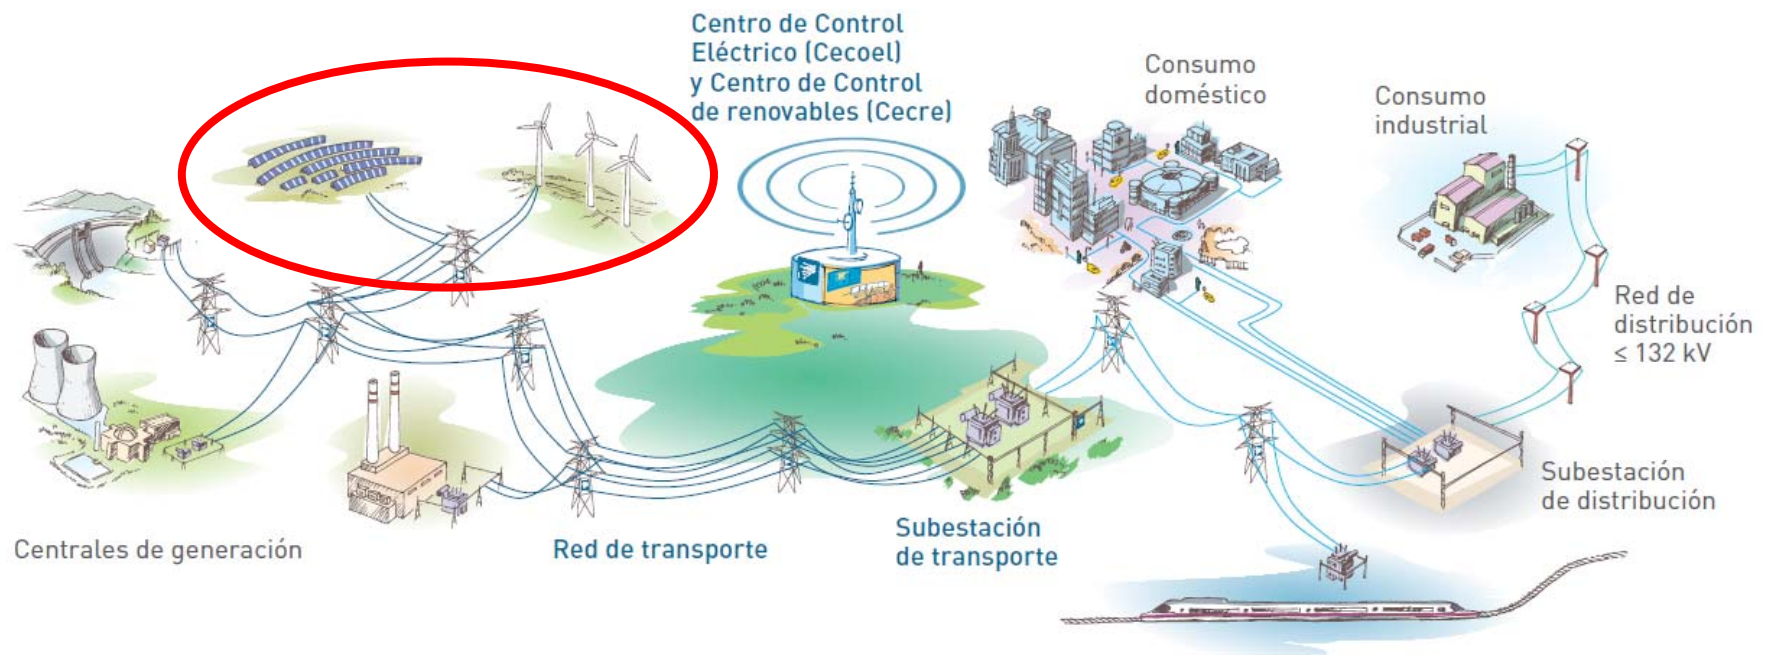 Centro de Control
Eléctrico (Cecoel)
y Centro de Control
de renovables (Cecre)
Consumo
doméstico
Consumo
industrial
Red de
distribución
≤ 132 kV
Subestación
de distribución
Centrales de generación
Red de transporte
Subestación
de transporte